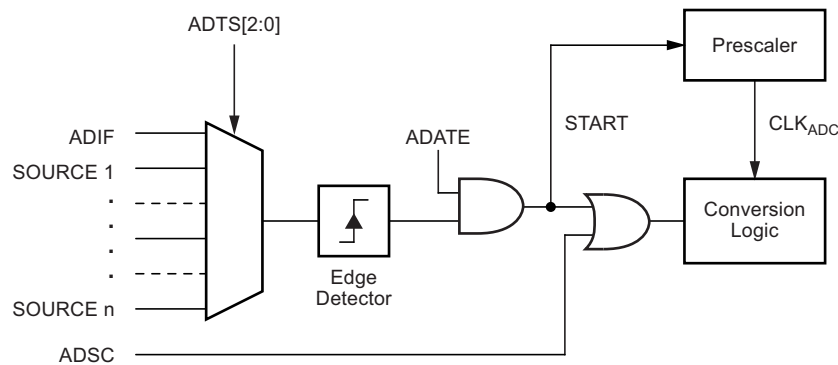 ADTS[2:0]
Prescaler
START
CLKADC
ADIF
ADATE
SOURCE 1
.
.
.
.
Conversion
Logic
Edge
Detector
SOURCE n
ADSC